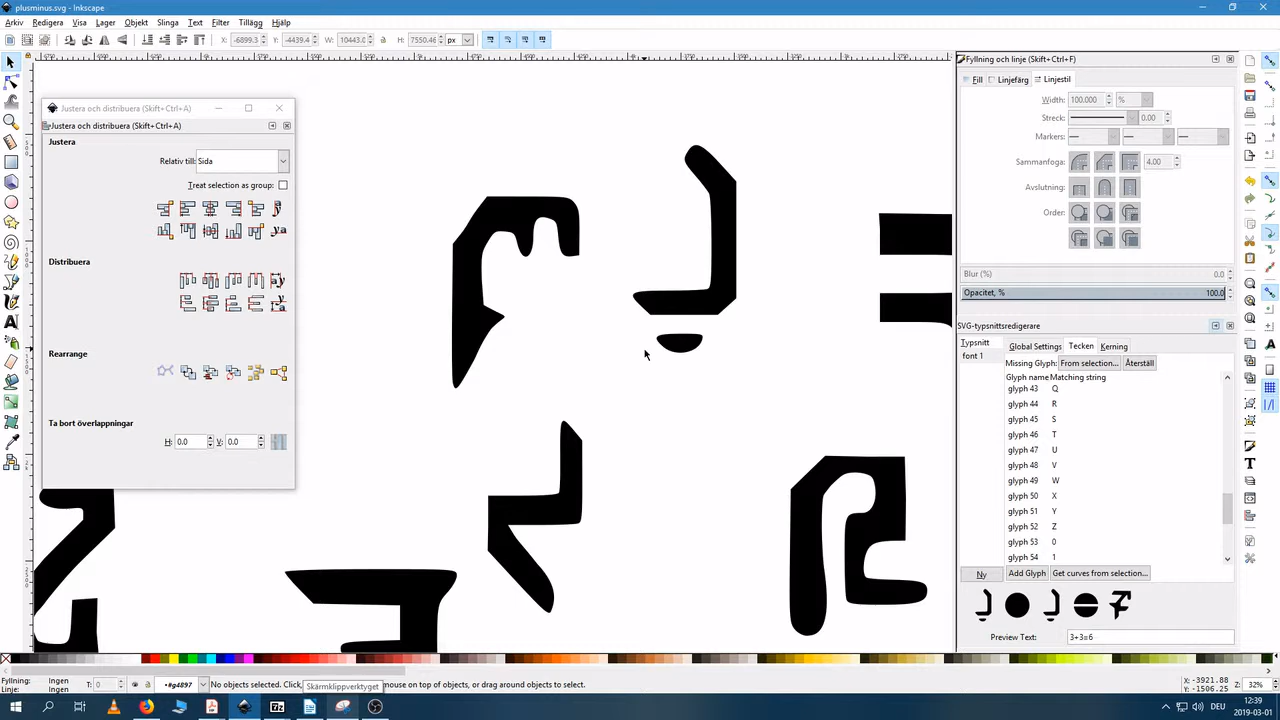 plusminus.svg - Inkscape
Arkiv Redigera Visa Lager Objekt Slinga Text Filter Tillägg Hjälp
X: -6899.3 Y: -4439.4 W: 10443.0 H: 7550.46 px
Justera och distribuera (Skift+Ctrl+A)
Justera och distribuera (Skift+Ctrl+A)
Justera
Relativ till: Sida
Treat selection as group:
Distribuera
Rearrange
Ta bort överlappningar
H: 0.0 V: 0.0
Fyllning och linje (Skift+Ctrl+F)
Fill Linjefärg Linjestil
Width: 100.000 %
Streck: 0.00
Markers:
Sammanfoga: 4.00
Avslutning:
Order:
Blur (%) 0.0
Opacitet, % 100.0
SVG-typsnittsredigerare
Typsnitt
font 1
Global Settings Tecken Kerning
Missing Glyph: From selection... Återställ
Glyph name Matching string
glyph 43 Q
glyph 44 R
glyph 45 S
glyph 46 T
glyph 47 U
glyph 48 V
glyph 49 W
glyph 50 X
glyph 51 Y
glyph 52 Z
glyph 53 0
glyph 54 1
Ny Add Glyph Get curves from selection...
Preview Text: 3+3=6
Fyllning: Ingen
Linje: Ingen
T: 0
•#g4897
No objects selected. Click, mouse on top of objects, or drag around objects to select.
Skärmklippverktyget
X: -3921.88
Y: -1506.25
Z: 32%
7z
DEU
12:39
2019-03-01